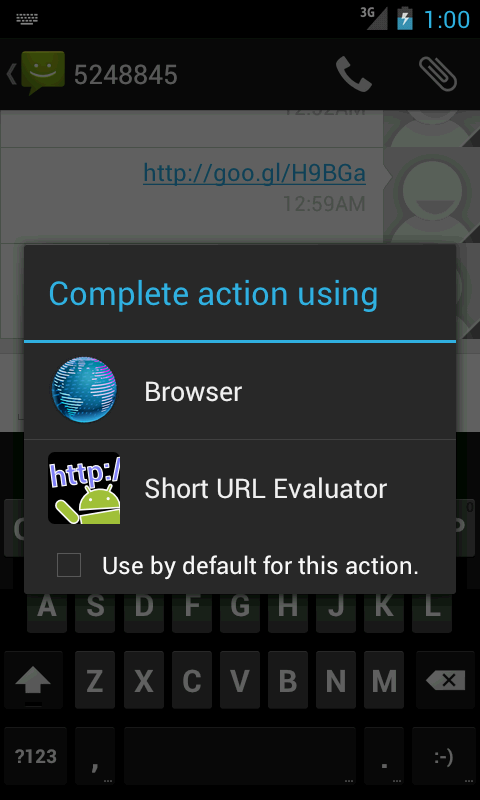 3G 1:00
5248845
12:52AM
http://goo.gl/H9BGa
12:59AM
Complete action using
Browser
http:/
Short URL Evaluator
Use by default for this action.
A S D F G H J K L
Z X C V B N M
?123 , ... ... . ... :-) ...